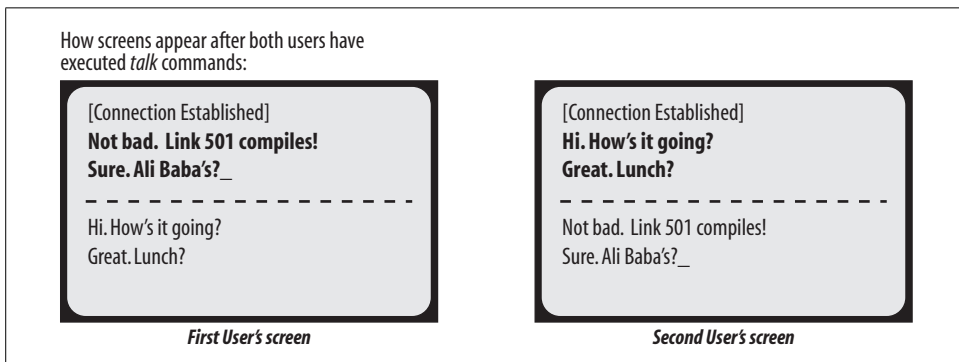 How screens appear after both users have
executed talk commands:
[Connection Established]
Not bad. Link 501 compiles!
Sure. Ali Baba's?_
Hi. How's it going?
Great. Lunch?
First User's screen
[Connection Established]
Hi. How's it going?
Great. Lunch?
Not bad. Link 501 compiles!
Sure. Ali Baba's?_
Second User's screen